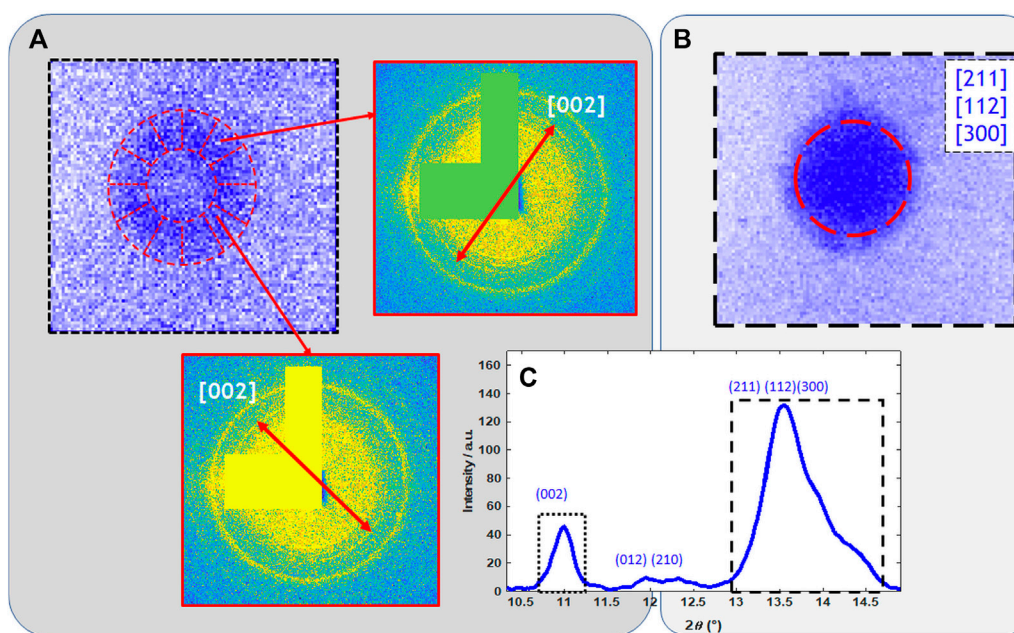 A
[002]
[002]
B
[211]
[112]
[300]
C
160
140
120
100
80
60
40
20
0
Intensity / a.u.
(002)
(012) (210)
(211) (112)(300)
10.5 11 11.5 12 12.5 13 13.5 14 14.5
2θ (°)